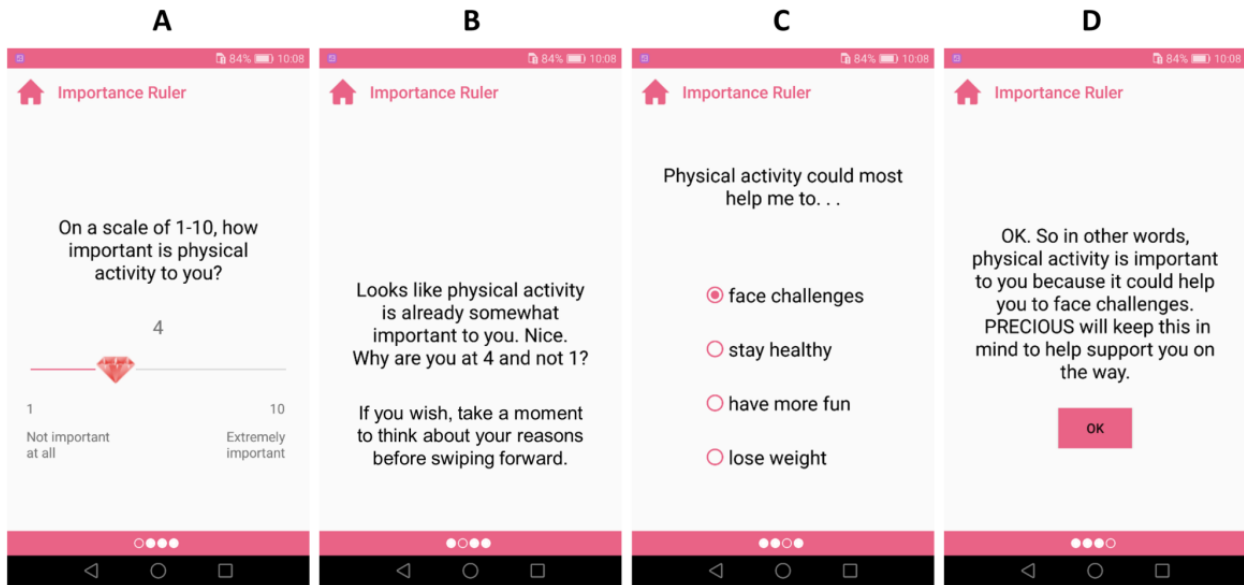 A
84% 10:08
Importance Ruler
On a scale of 1-10, how
important is physical
activity to you?
4
1
10
Not important
at all
Extremely
important
B
84% 10:08
Importance Ruler
Looks like physical activity
is already somewhat
important to you. Nice.
Why are you at 4 and not 1?
If you wish, take a moment
to think about your reasons
before swiping forward.
C
84% 10:08
Importance Ruler
Physical activity could most
help me to. . .
face challenges
stay healthy
have more fun
lose weight
D
84% 10:08
Importance Ruler
OK. So in other words,
physical activity is important
to you because it could help
you to face challenges.
PRECIOUS will keep this in
mind to help support you on
the way.
OK